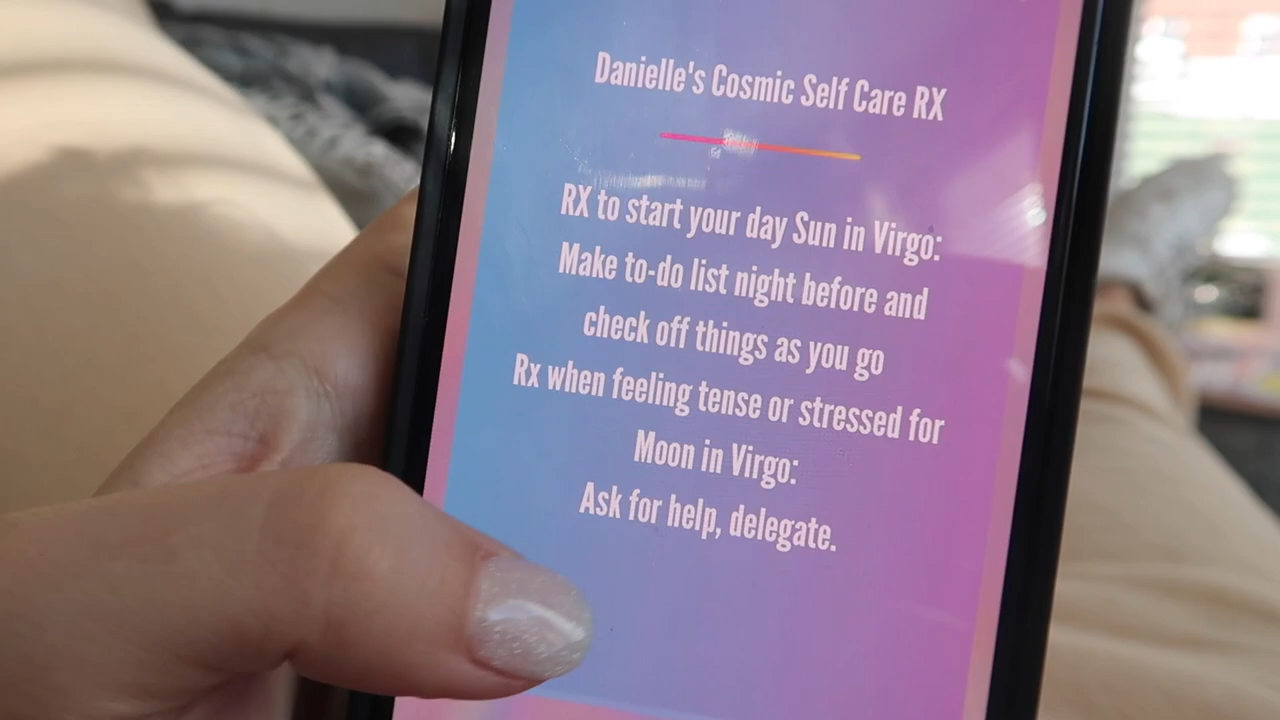 Danielle's Cosmic Self Care RX
RX to start your day Sun in Virgo:
Make to-do list night before and
check off things as you go
Rx when feeling tense or stressed for
Moon in Virgo:
Ask for help, delegate.